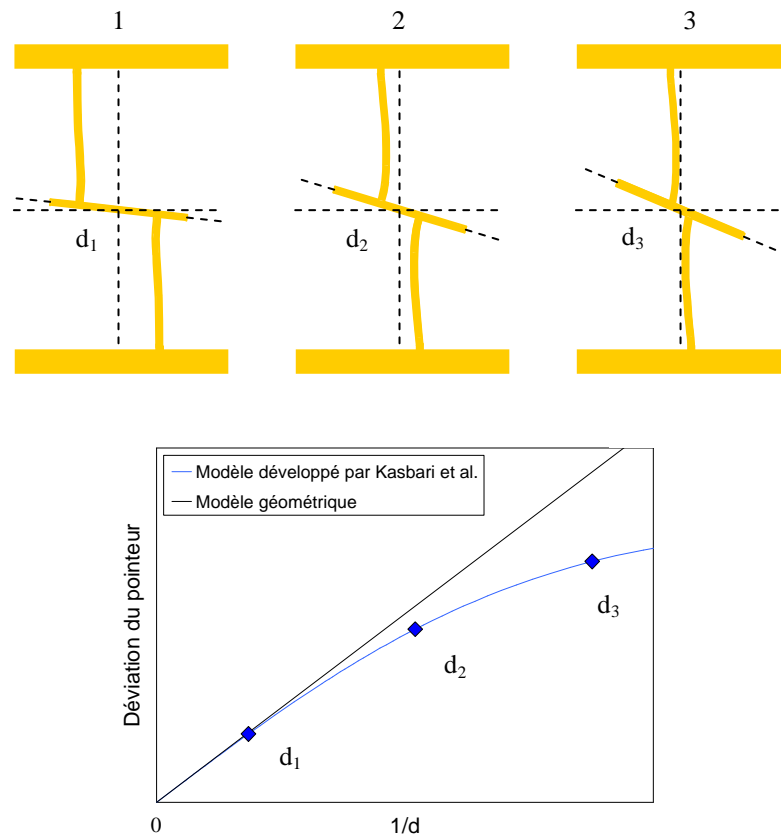 1 2 3
d₁ d₂ d₃
Modèle développé par Kasbari et al.
Modèle géométrique
Déviation du pointeur
d₃
d₂
d₁
0 1/d